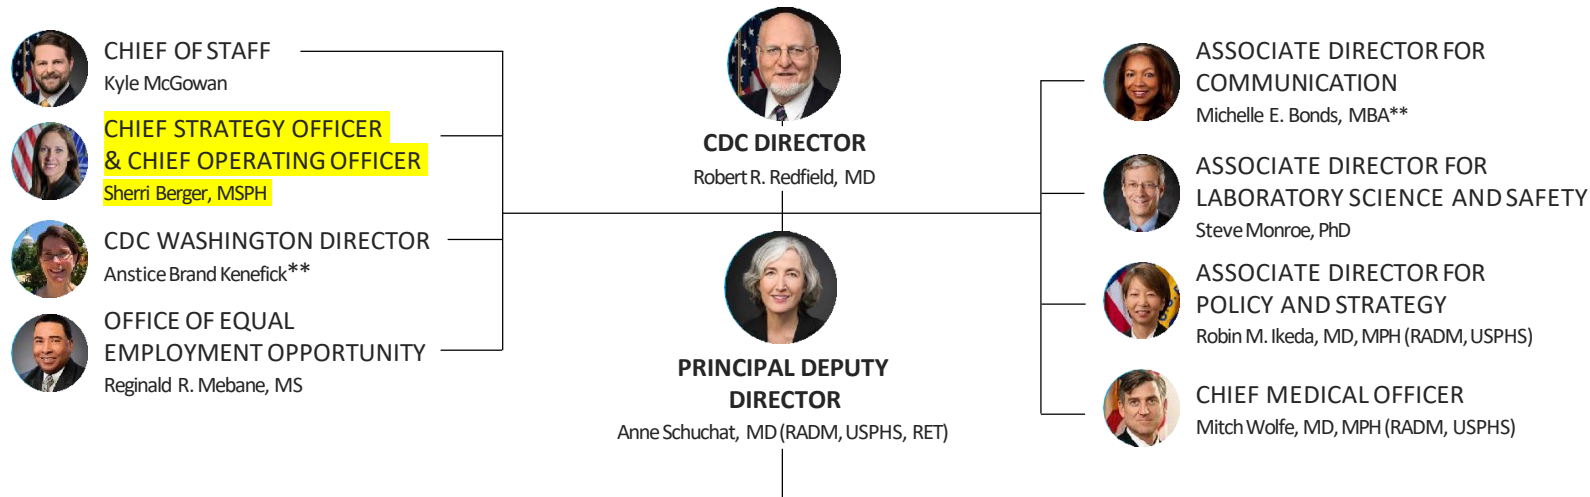 CHIEF OF STAFF
Kyle McGowan
CHIEF STRATEGY OFFICER
& CHIEF OPERATING OFFICER
Sherri Berger, MSPH
CDC WASHINGTON DIRECTOR
Anstice Brand Kenefick**
OFFICE OF EQUAL
EMPLOYMENT OPPORTUNITY
Reginald R. Mebane, MS
CDC DIRECTOR
Robert R. Redfield, MD
PRINCIPAL DEPUTY
DIRECTOR
Anne Schuchat, MD (RADM, USPHS, RET)
ASSOCIATE DIRECTOR FOR
COMMUNICATION
Michelle E. Bonds, MBA**
ASSOCIATE DIRECTOR FOR
LABORATORY SCIENCE AND SAFETY
Steve Monroe, PhD
ASSOCIATE DIRECTOR FOR
POLICY AND STRATEGY
Robin M. Ikeda, MD, MPH (RADM, USPHS)
CHIEF MEDICAL OFFICER
Mitch Wolfe, MD, MPH (RADM, USPHS)